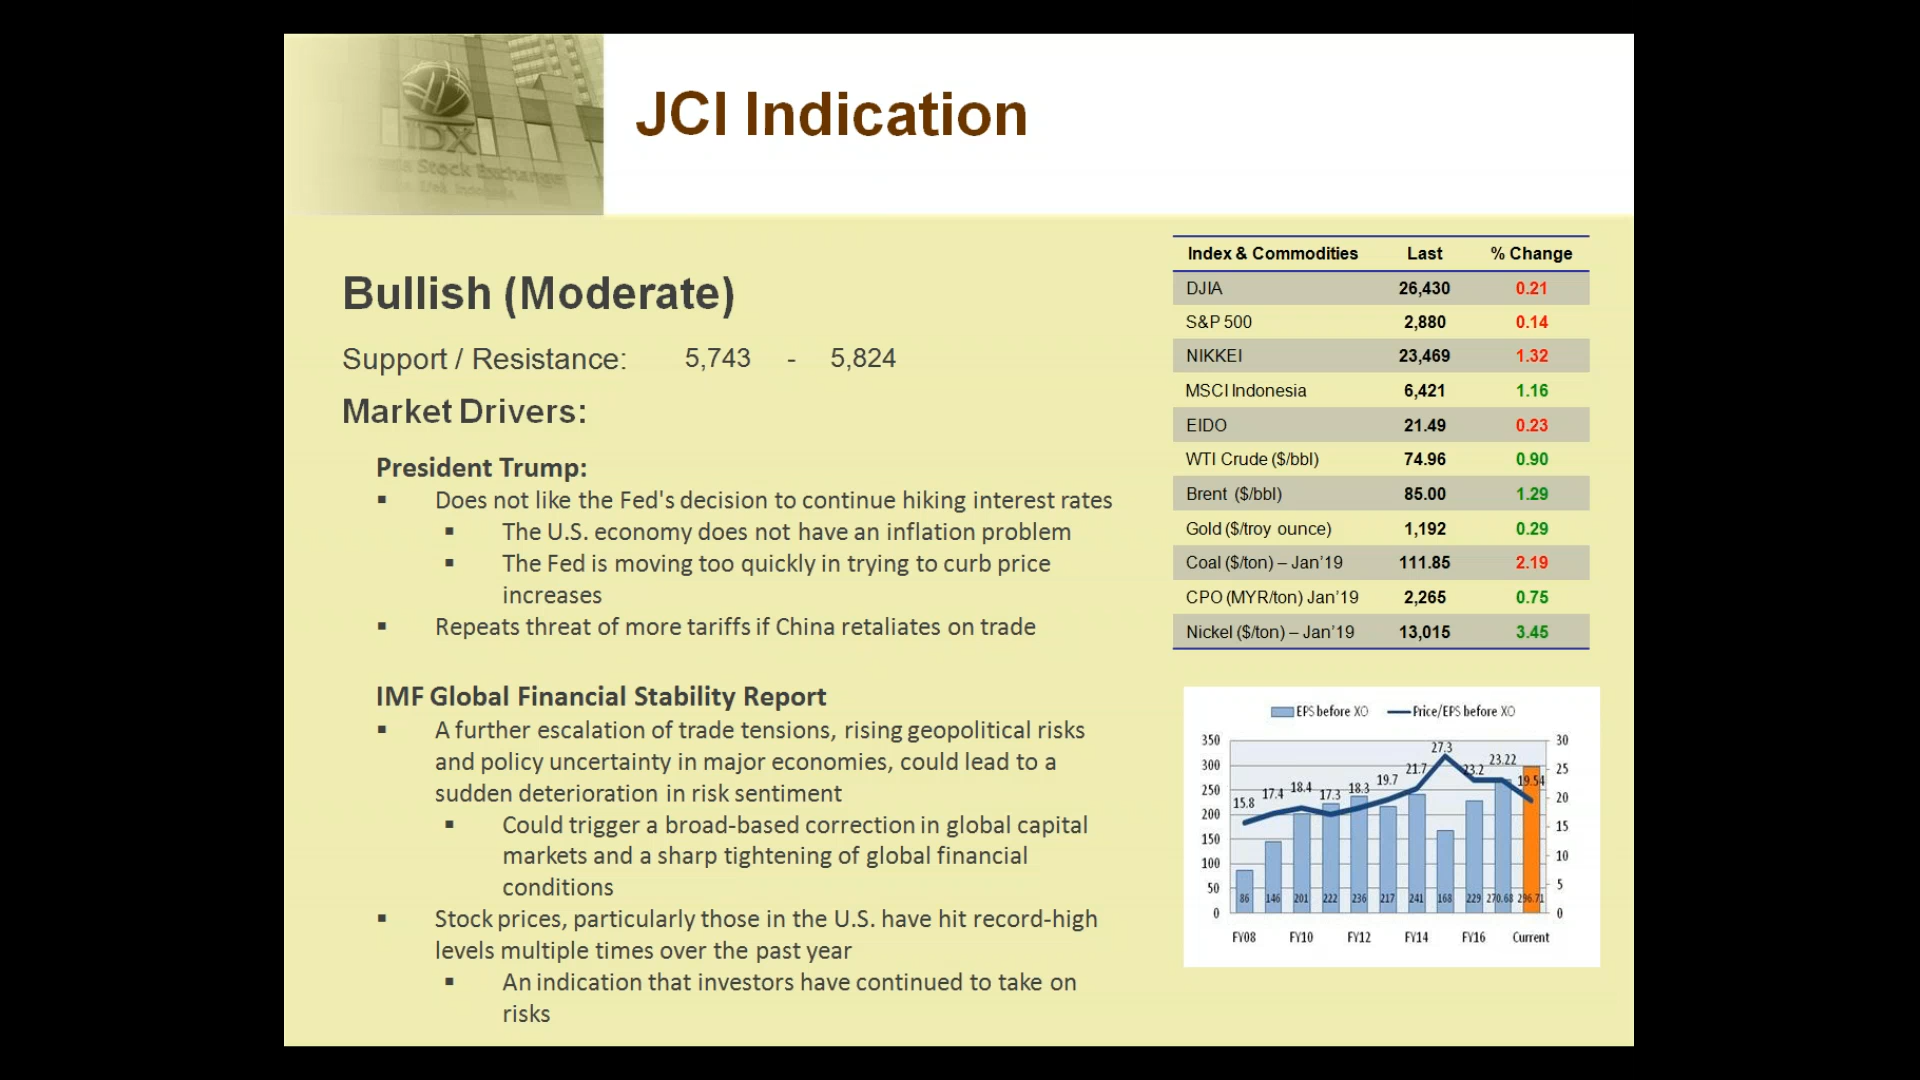 IDX
Stock Exchange
JCI Indication
Bullish (Moderate)
Support / Resistance: 5,743 - 5,824
Market Drivers:
President Trump:
▪ Does not like the Fed's decision to continue hiking interest rates
▪ The U.S. economy does not have an inflation problem
▪ The Fed is moving too quickly in trying to curb price
increases
▪ Repeats threat of more tariffs if China retaliates on trade
IMF Global Financial Stability Report
▪ A further escalation of trade tensions, rising geopolitical risks
and policy uncertainty in major economies, could lead to a
sudden deterioration in risk sentiment
▪ Could trigger a broad-based correction in global capital
markets and a sharp tightening of global financial
conditions
▪ Stock prices, particularly those in the U.S. have hit record-high
levels multiple times over the past year
▪ An indication that investors have continued to take on
risks
Index & Commodities Last % Change
DJIA 26,430 0.21
S&P 500 2,880 0.14
NIKKEI 23,469 1.32
MSCI Indonesia 6,421 1.16
EIDO 21.49 0.23
WTI Crude ($/bbl) 74.96 0.90
Brent ($/bbl) 85.00 1.29
Gold ($/troy ounce) 1,192 0.29
Coal ($/ton) – Jan'19 111.85 2.19
CPO (MYR/ton) Jan'19 2,265 0.75
Nickel ($/ton) – Jan'19 13,015 3.45
EPS before XO Price/EPS before XO
350 30
300 25
250 20
200 15
150 10
100 5
50 0
0
15.8 17.4 18.4 17.3 18.3 19.7 21.7 27.3 23.2 23.22 19.54
86 146 201 222 236 217 241 168 229 270.68 296.71
FY08 FY10 FY12 FY14 FY16 Current